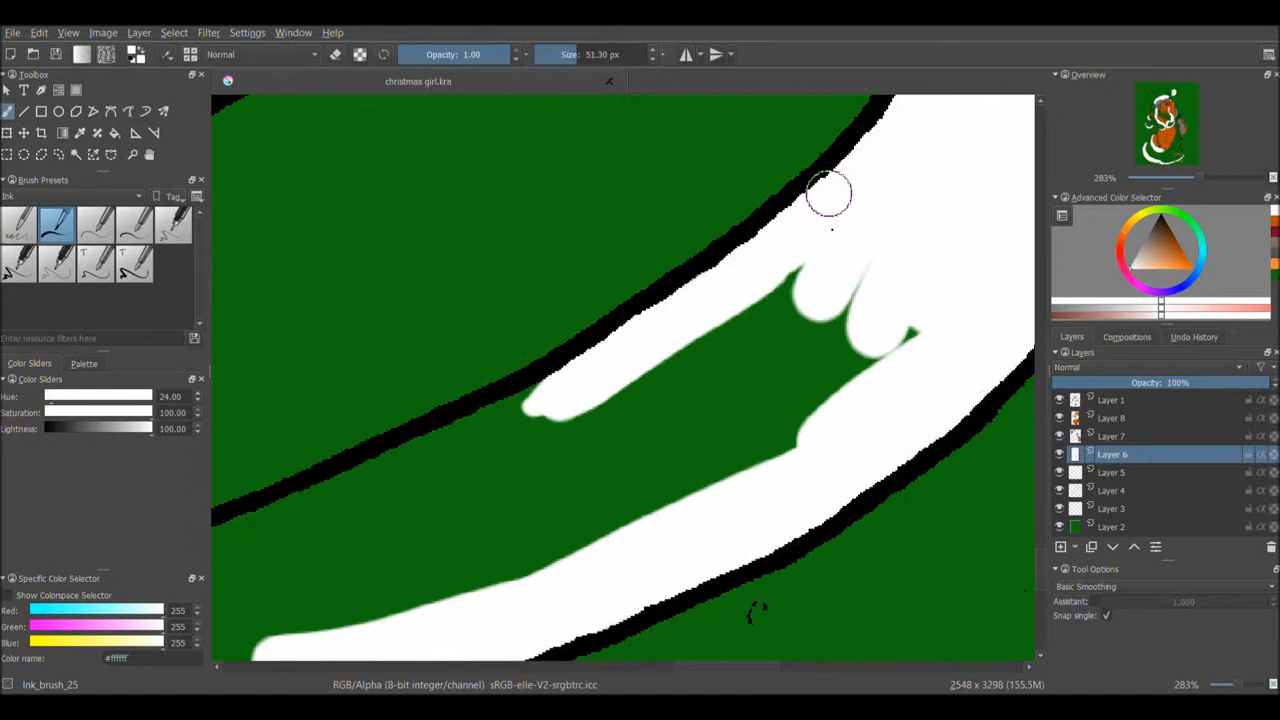 File Edit View Image Layer Select Filter Settings Window Help
Normal Opacity: 1.00 Size: 51.30 px
Toolbox christmas girl.kra Overview
283%
Brush Presets
Ink Tag
Advanced Color Selector
Enter resource filters here
Color Sliders Palette
Color Sliders
Hue: 24.00
Saturation: 100.00
Lightness: 100.00
Layers Compositions Undo History
Layers
Normal
Opacity: 100%
Layer 1
Layer 8
Layer 7
Layer 6
Layer 5
Layer 4
Layer 3
Layer 2
Tool Options
Basic Smoothing
Assistant: 1,000
Snap single:
Specific Color Selector
Show Colorspace Selector
Red: 255
Green: 255
Blue: 255
Color name: #ffffff
Ink_brush_25 RGB/Alpha (8-bit integer/channel) sRGB-elle-V2-srgbtrc.icc 2548 x 3298 (155.5M) 283%